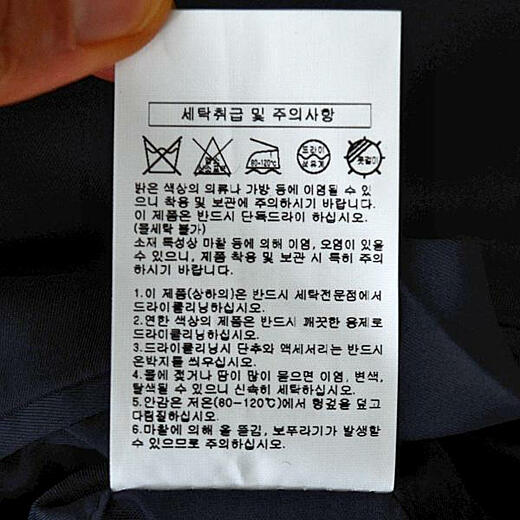 세탁취급 및 주의사항
80-120℃
드라이
석유계
옷걸이
밝은 색상의 의류나 가방 등에 이염될 수 있
으니 착용 및 보관에 주의하시기 바랍니다.
이 제품은 반드시 단독드라이 하십시오.
(물세탁 불가)
소재 특성상 마찰 등에 의해 이염, 오염이 있을
수 있으니, 제품 착용 및 보관 시 특히 주의
하시기 바랍니다.
1.이 제품(상하의)은 반드시 세탁전문점에서
드라이클리닝하십시오.
2.연한 색상의 제품은 반드시 깨끗한 용제로
드라이클리닝하십시오.
3.드라이클리닝시 단추와 액세서리는 반드시
은박지를 씌우십시오.
4.물에 젖거나 땀이 많이 묻으면 이염, 변색,
탈색될 수 있으니 신속히 세탁하십시오.
5.안감은 저온(80-120℃)에서 헝겊을 덮고
다림질하십시오.
6.마찰에 의해 올 뜯김, 보푸라기가 발생할
수 있으므로 주의하십시오.